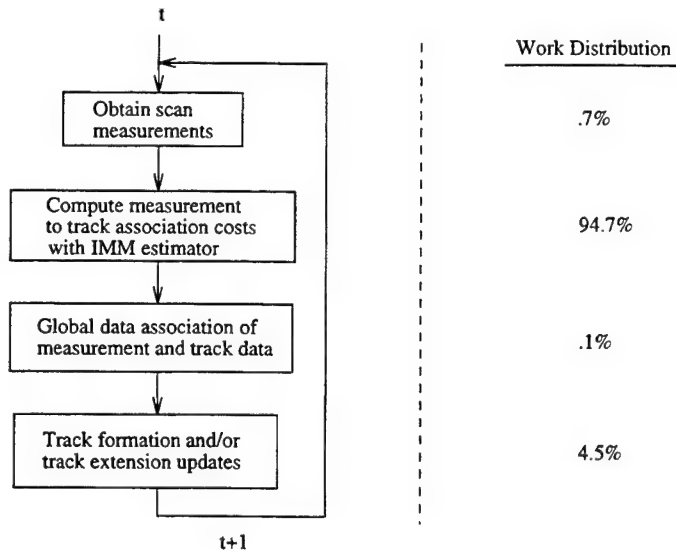 t
Work Distribution
Obtain scan
measurements
.7%
Compute measurement
to track association costs
with IMM estimator
94.7%
Global data association of
measurement and track data
.1%
Track formation and/or
track extension updates
4.5%
t+1